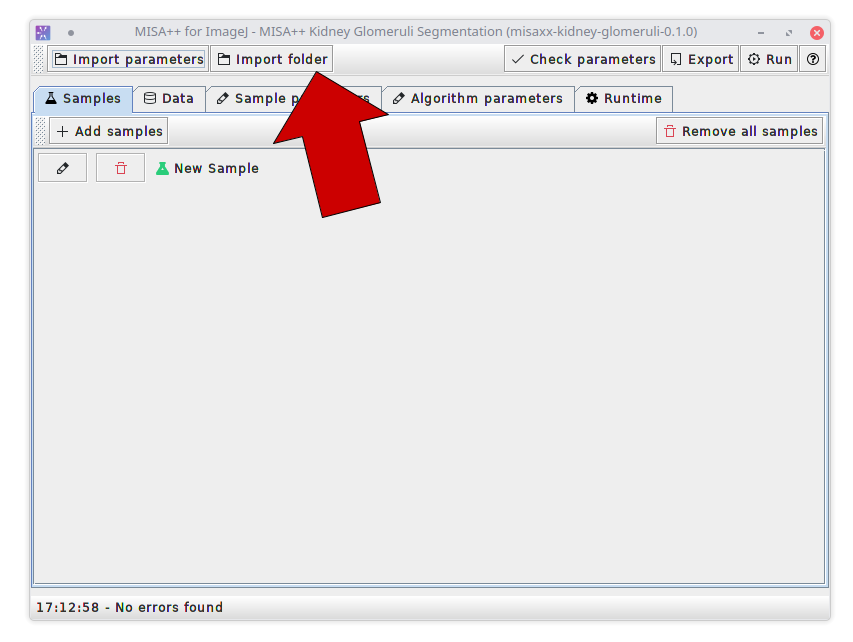 MISA++ for ImageJ - MISA++ Kidney Glomeruli Segmentation (misaxx-kidney-glomeruli-0.1.0)
Import parameters Import folder Check parameters Export Run
Samples Data Sample Algorithm parameters Runtime
Add samples Remove all samples
New Sample
17:12:58 - No errors found